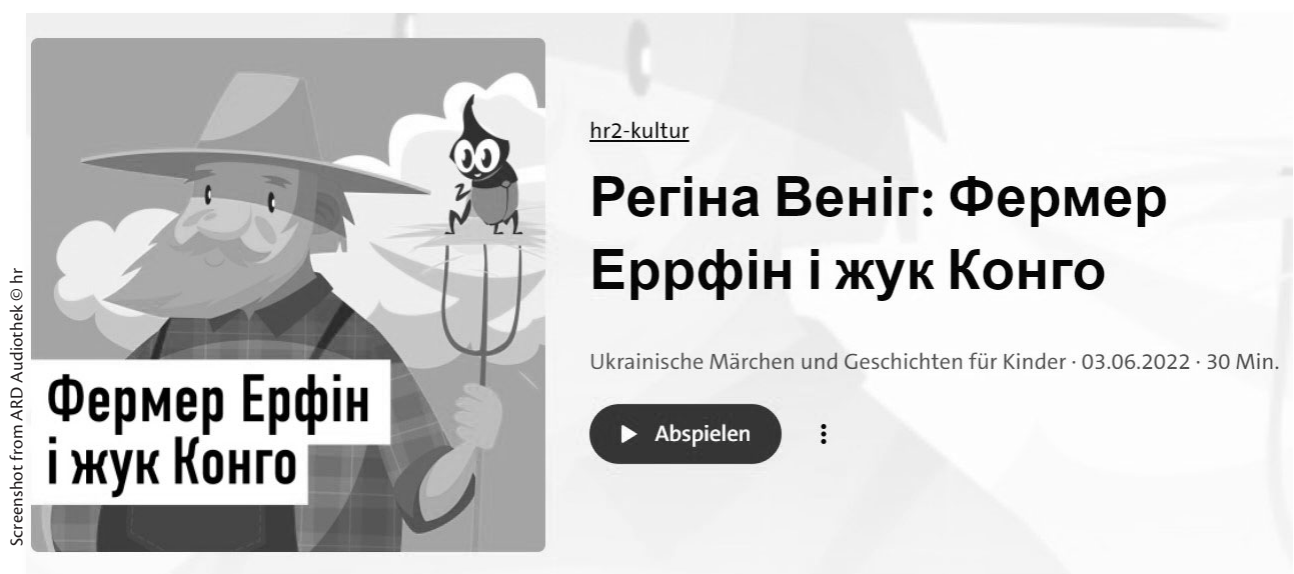 Screenshot from ARD Audiothek © hr
Фермер Ерфін
і жук Конго
hr2-kultur
Регіна Веніг: Фермер
Еррфін і жук Конго
Ukrainische Märchen und Geschichten für Kinder · 03.06.2022 · 30 Min.
Abspielen